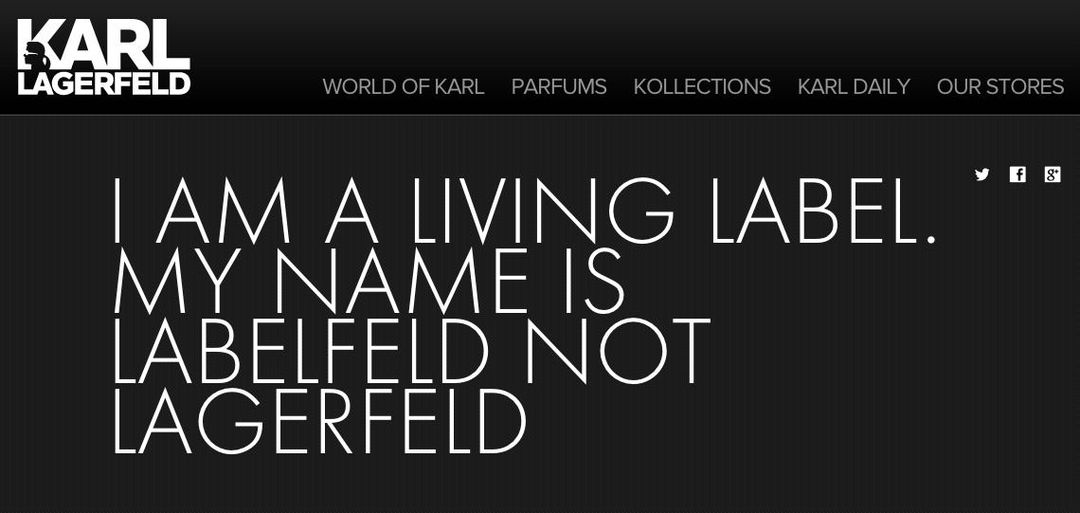 KARL
LAGERFELD
WORLD OF KARL PARFUMS KOLLECTIONS KARL DAILY OUR STORES
I AM A LIVING LABEL.
MY NAME IS
LABELFELD NOT
LAGERFELD